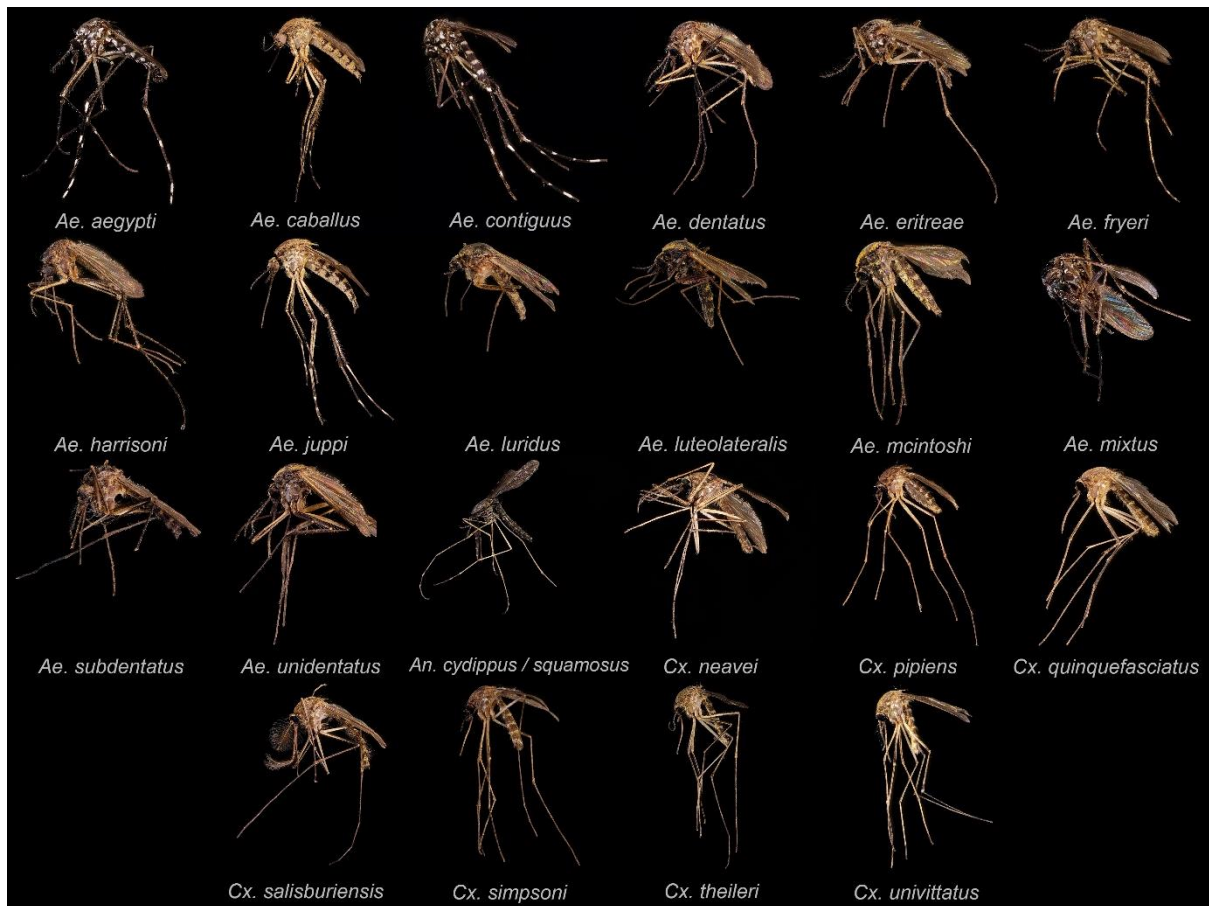 Ae. aegypti Ae. caballus Ae. contiguus Ae. dentatus Ae. eritreae Ae. fryeri
Ae. harrisoni Ae. juppi Ae. luridus Ae. luteolateralis Ae. mcintoshi Ae. mixtus
Ae. subdentatus Ae. unidentatus An. cydippus / squamosus Cx. neavei Cx. pipiens Cx. quinquefasciatus
Cx. salisburiensis Cx. simpsoni Cx. theileri Cx. univittatus